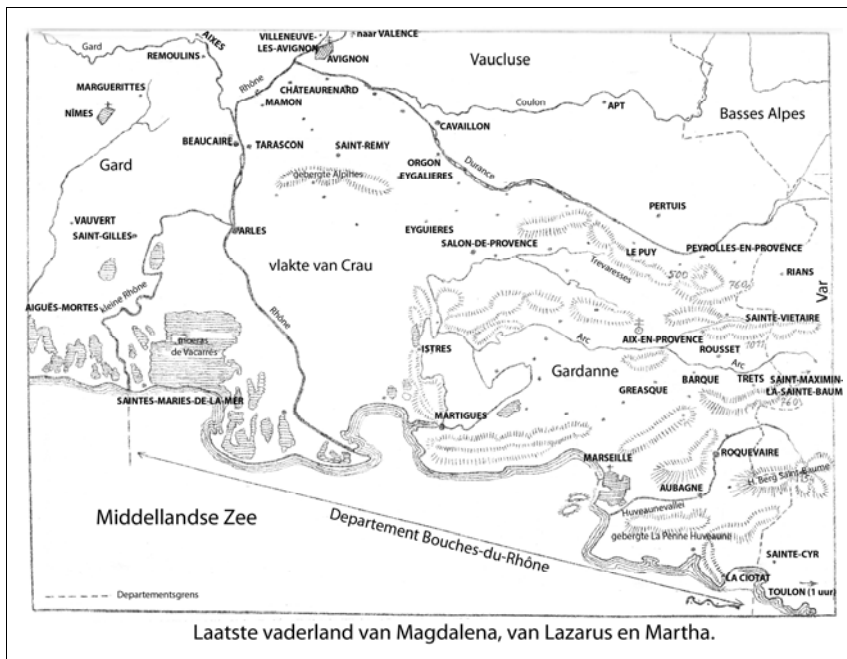 VILLENEUVE-
LES-AVIGNON
naar VALENCE
AIXES
Gard
REMOULINS
AVIGNON
Vaucluse
MARGUERITTES
Rhône
CHÂTEAURENARD
MAMON
Coulon
APT
Basses Alpes
NÎMES
CAVAILLON
BEAUCAIRE
TARASCON
SAINT-REMY
Gard
ORGON
EYGALIERES
Durance
gebergte Alpilles
PERTUIS
VAUVERT
SAINT-GILLES
ARLES
EYGUIERES
SALON-DE-PROVENCE
LE PUY
PEYROLLES-EN-PROVENCE
vlakte van Crau
Trevaresses
500
760
RIANS
Var
AIGUËS-MORTES
kleine Rhône
Rhône
SAINTE-VIETAIRE
moeras
de Vacarrés
Arc
AIX-EN-PROVENCE
1011
ISTRES
ROUSSET
Arc
Gardanne
BARQUE
TRETS
SAINT-MAXIMIN-
LA-SAINTE-BAUM
GREASQUE
760
SAINTES-MARIES-DE-LA-MER
MARTIGUES
MARSEILLE
ROQUEVAIRE
H. Berg Saint-Baume
AUBAGNE
Huveaunevallei
Middellandse Zee
Departement Bouches-du-Rhône
gebergte La Penne Huveaune
SAINTE-CYR
LA CIOTAT
TOULON (1 uur)
Departementsgrens
Laatste vaderland van Magdalena, van Lazarus en Martha.